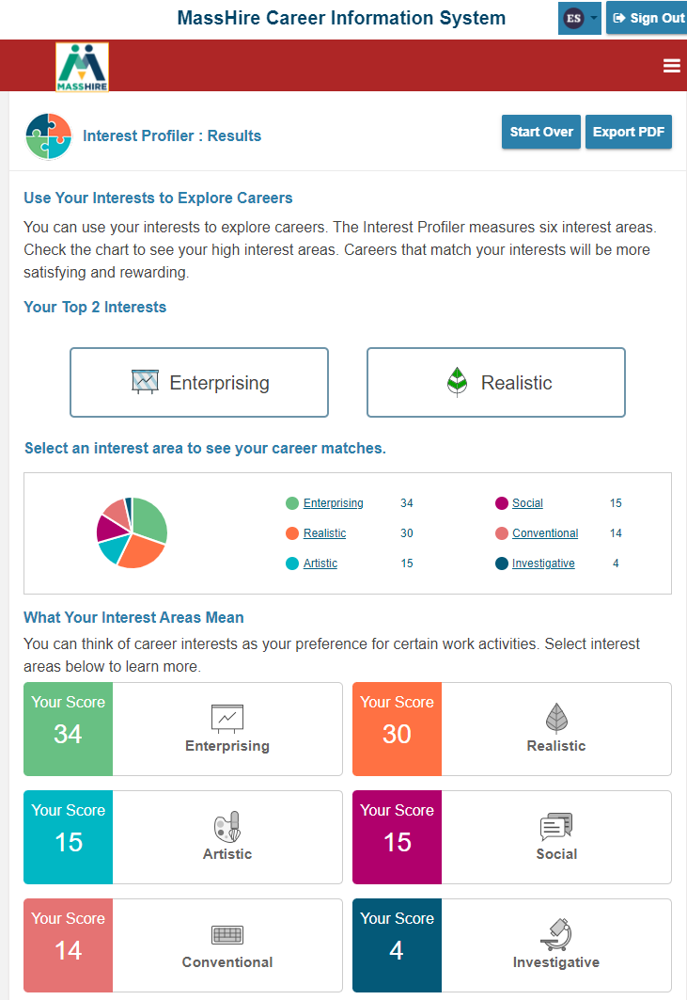 MassHire Career Information System
ES
Sign Out
MASSHIRE
Interest Profiler : Results
Start Over
Export PDF
Use Your Interests to Explore Careers
You can use your interests to explore careers. The Interest Profiler measures six interest areas.
Check the chart to see your high interest areas. Careers that match your interests will be more
satisfying and rewarding.
Your Top 2 Interests
Enterprising
Realistic
Select an interest area to see your career matches.
Enterprising 34 Social 15
Realistic 30 Conventional 14
Artistic 15 Investigative 4
What Your Interest Areas Mean
You can think of career interests as your preference for certain work activities. Select interest
areas below to learn more.
Your Score
34
Enterprising
Your Score
30
Realistic
Your Score
15
Artistic
Your Score
15
Social
Your Score
14
Conventional
Your Score
4
Investigative